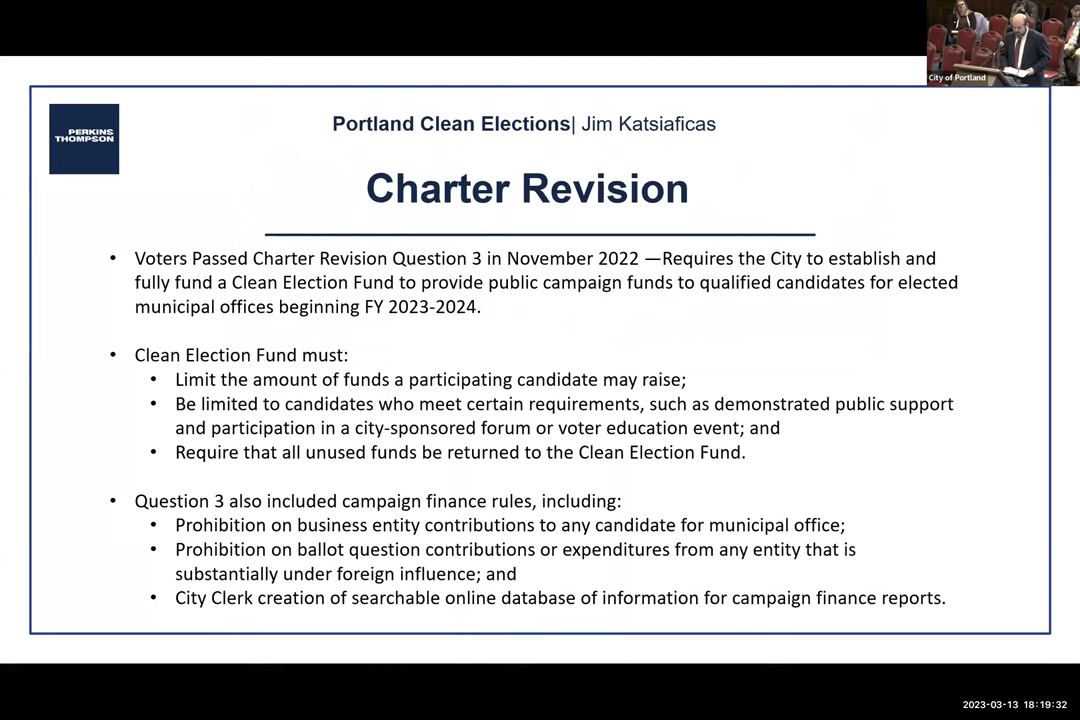 City of Portland
PERKINS
THOMPSON
Portland Clean Elections| Jim Katsiaficas
Charter Revision
• Voters Passed Charter Revision Question 3 in November 2022 —Requires the City to establish and
fully fund a Clean Election Fund to provide public campaign funds to qualified candidates for elected
municipal offices beginning FY 2023-2024.
• Clean Election Fund must:
• Limit the amount of funds a participating candidate may raise;
• Be limited to candidates who meet certain requirements, such as demonstrated public support
and participation in a city-sponsored forum or voter education event; and
• Require that all unused funds be returned to the Clean Election Fund.
• Question 3 also included campaign finance rules, including:
• Prohibition on business entity contributions to any candidate for municipal office;
• Prohibition on ballot question contributions or expenditures from any entity that is
substantially under foreign influence; and
• City Clerk creation of searchable online database of information for campaign finance reports.
2023-03-13 18:19:32